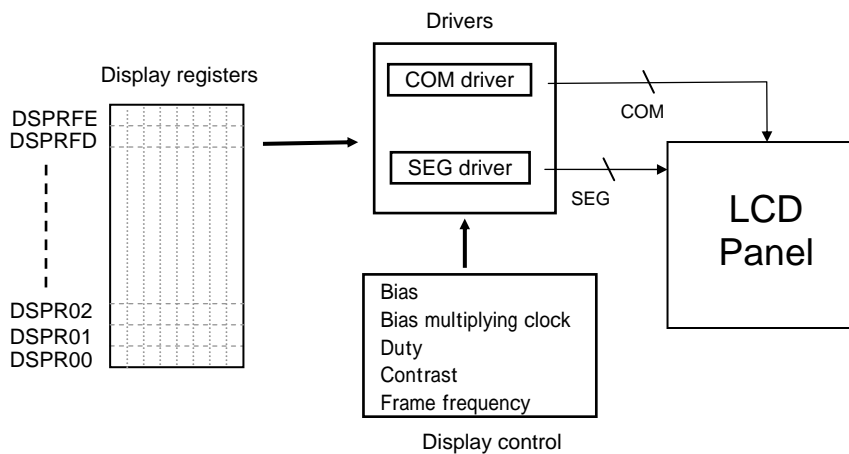 Drivers
Display registers
DSPRFE
DSPRFD
DSPR02
DSPR01
DSPR00
COM driver
SEG driver
COM
SEG
LCD
Panel
Bias
Bias multiplying clock
Duty
Contrast
Frame frequency
Display control